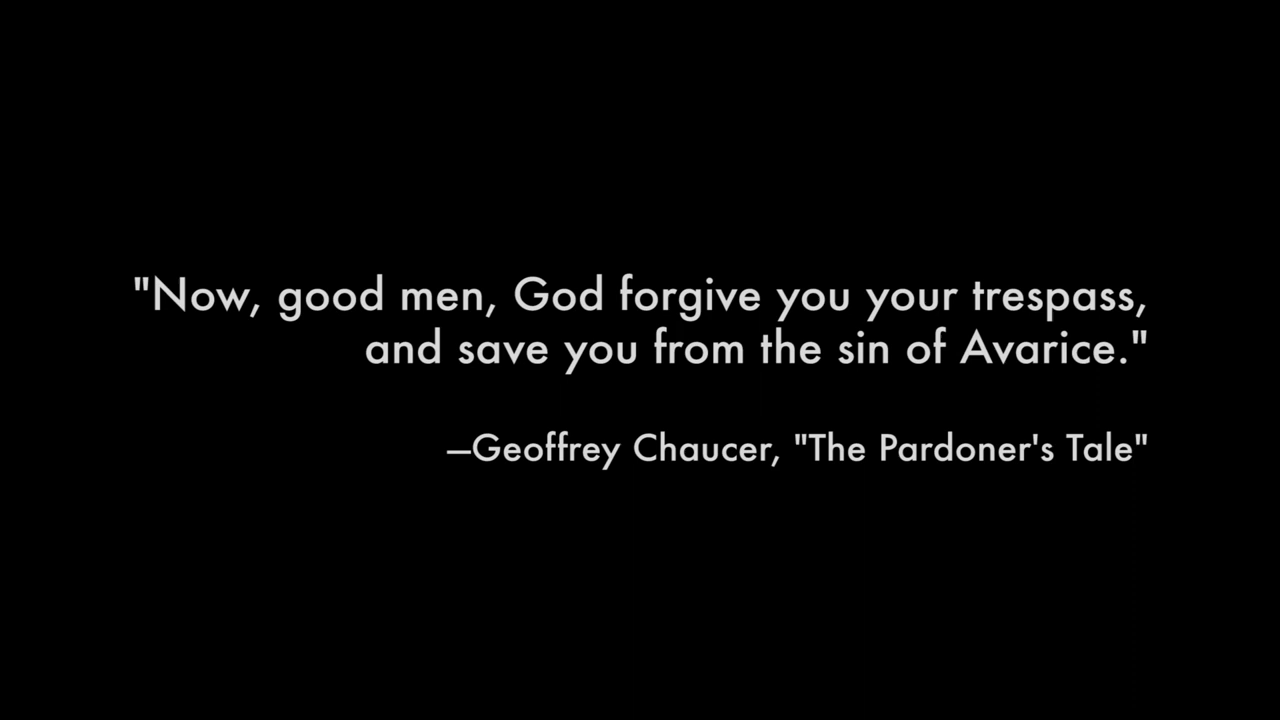 "Now, good men, God forgive you your trespass,
and save you from the sin of Avarice."
—Geoffrey Chaucer, "The Pardoner's Tale"